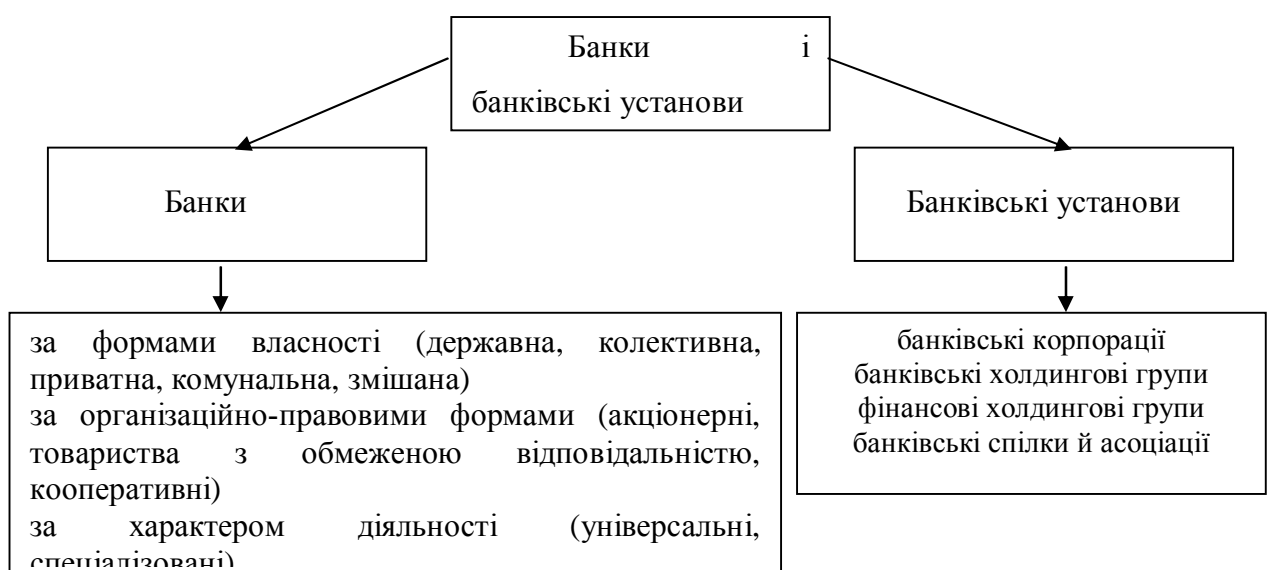 Банки і
банківські установи
Банки
Банківські установи
за формами власності (державна, колективна,
приватна, комунальна, змішана)
за організаційно-правовими формами (акціонерні,
товариства з обмеженою відповідальністю,
кооперативні)
за характером діяльності (універсальні,
спеціалізовані)
банківські корпорації
банківські холдингові групи
фінансові холдингові групи
банківські спілки й асоціації